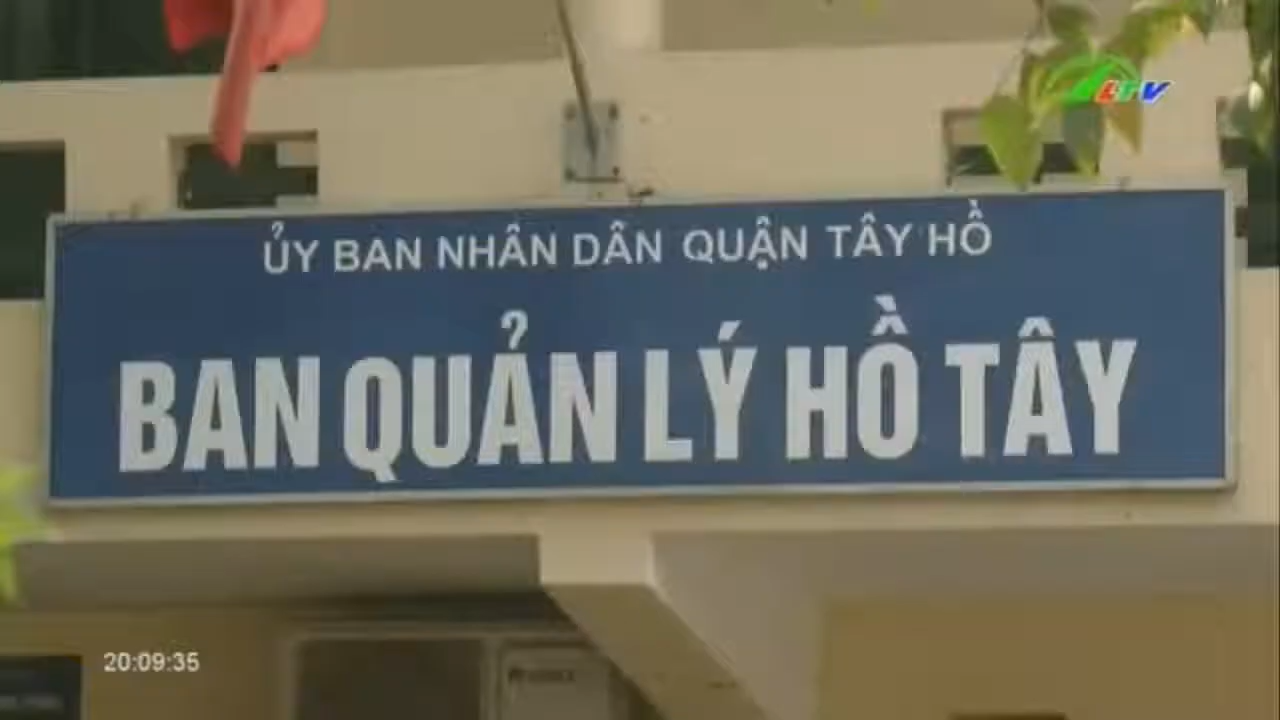 LTV
ỦY BAN NHÂN DÂN QUẬN TÂY HỒ
BAN QUẢN LÝ HỒ TÂY
20:09:35